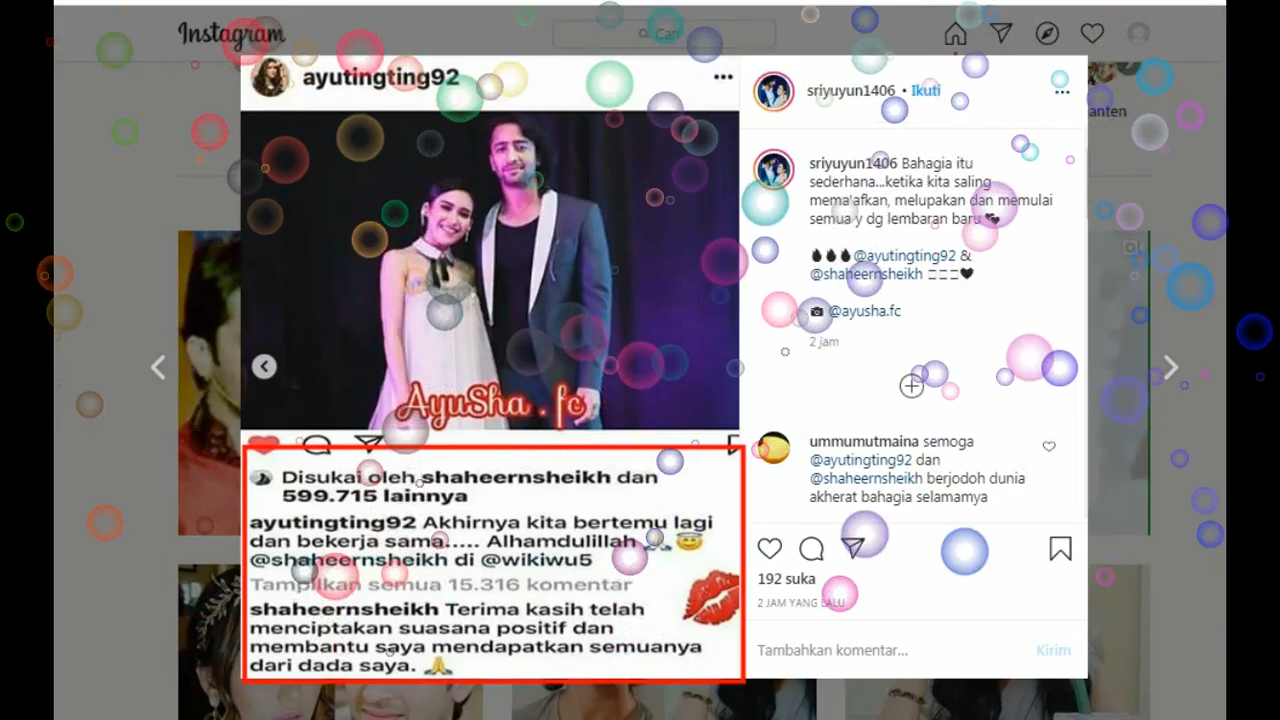 Instagram
Cari
ayutingting92
AyuSha . fc
Disukai oleh shaheernsheikh dan
599.715 lainnya
ayutingting92 Akhirnya kita bertemu lagi
dan bekerja sama..... Alhamdulillah 🙏 😇
@shaheernsheikh di @wikiwu5
Tampilkan semua 15.316 komentar
shaheernsheikh Terima kasih telah
menciptakan suasana positif dan
membantu saya mendapatkan semuanya
dari dada saya. 🙏
sriyuyun1406 • Ikuti
sriyuyun1406 Bahagia itu
sederhana...ketika kita saling
mema'afkan, melupakan dan memulai
semua y dg lembaran baru
@ayutingting92 &
@shaheernsheikh
@ayusha.fc
2 jam
ummumutmaina semoga
@ayutingting92 dan
@shaheernsheikh berjodoh dunia
akherat bahagia selamamya
192 suka
2 JAM YANG LALU
Tambahkan komentar...
Kirim